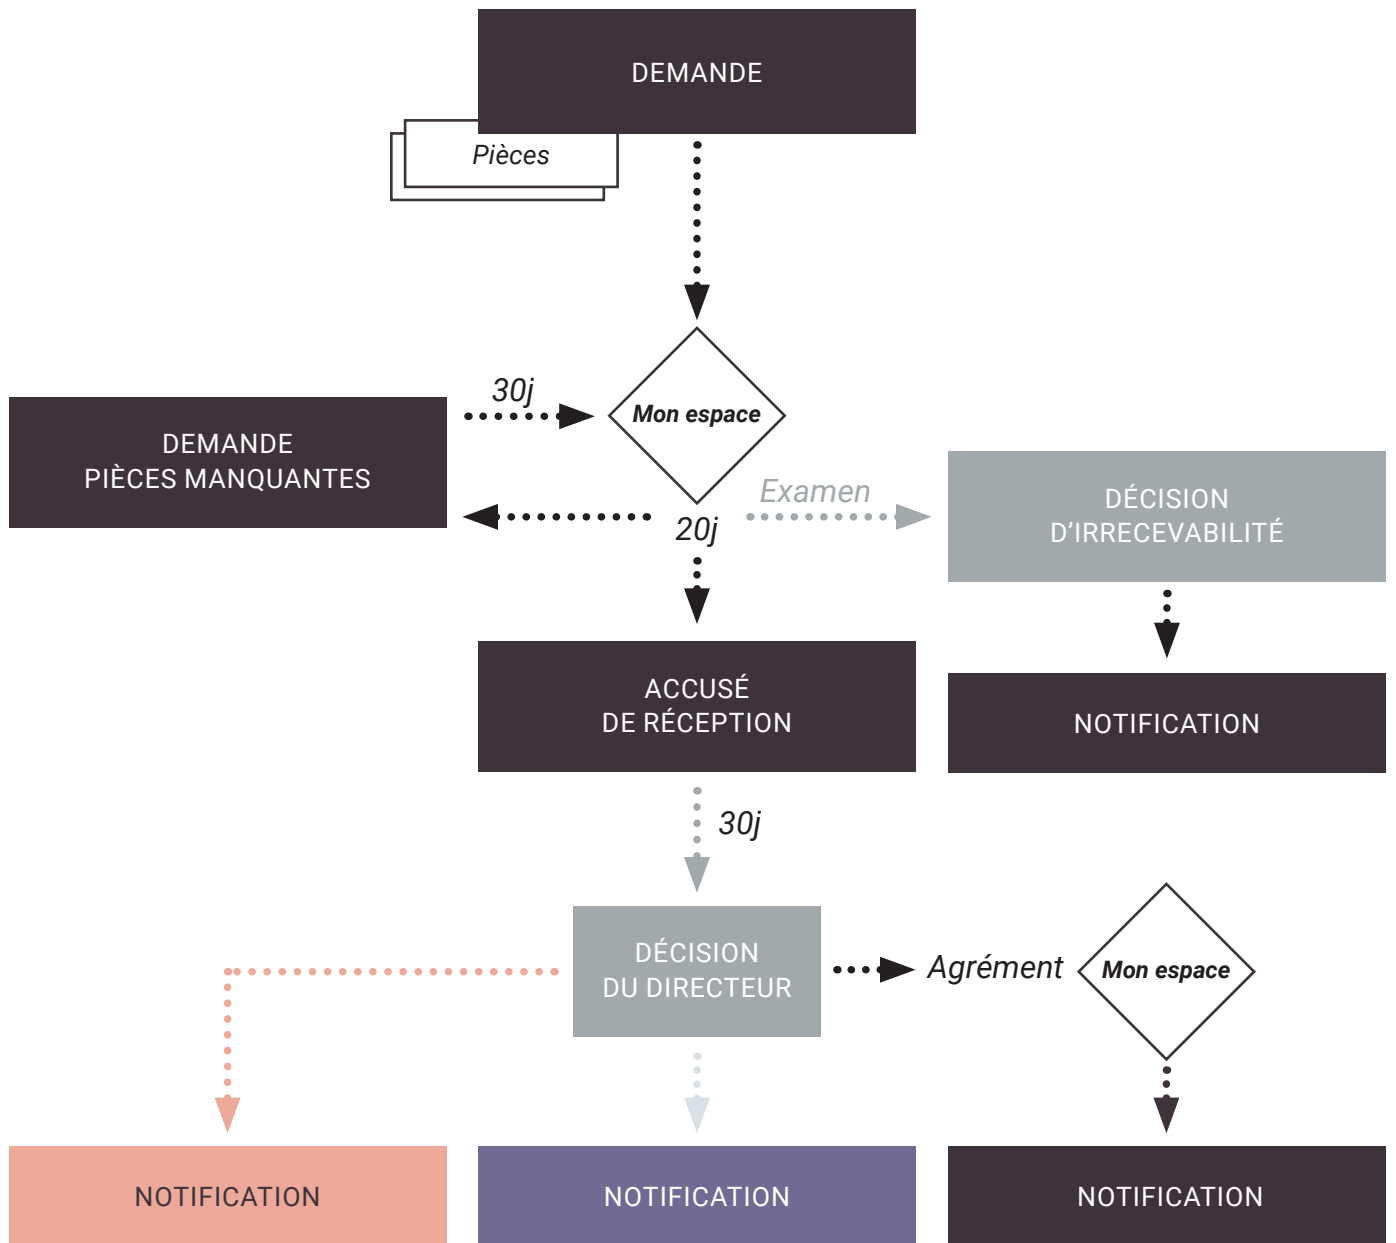 DEMANDE
Pièces
30j
Mon espace
DEMANDE
PIÈCES MANQUANTES
Examen
20j
DÉCISION
D'IRRECEVABILITÉ
ACCUSÉ
DE RÉCEPTION
NOTIFICATION
30j
DÉCISION
DU DIRECTEUR
Agrément
Mon espace
NOTIFICATION
NOTIFICATION
NOTIFICATION